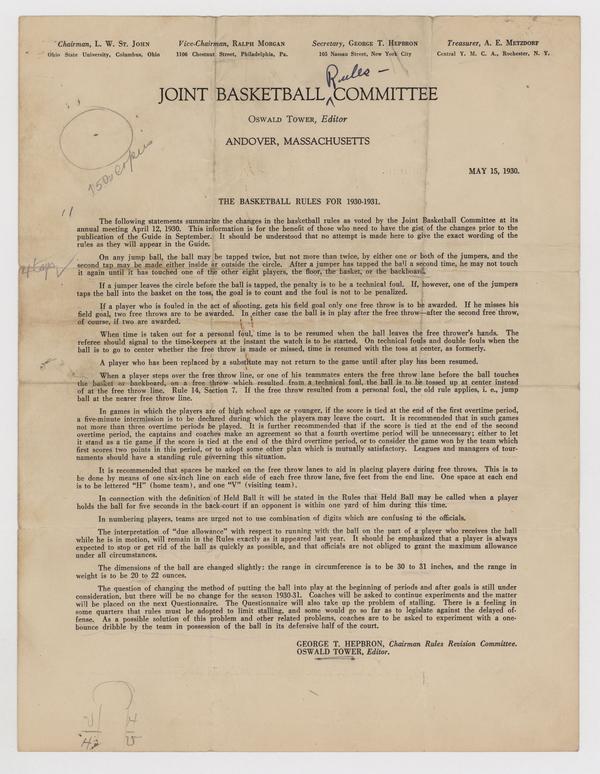 Chairman, L. W. ST. JOHN
Ohio State University, Columbus, Ohio
Vice-Chairman, RALPH MORGAN
1106 Chestnut Street, Philadelphia, Pa.
Secretary, GEORGE T. HEPBRON
105 Nassau Street, New York City
Treasurer, A. E. METZDORF
Central Y. M. C. A., Rochester, N. Y.
Rules —
JOINT BASKETBALL COMMITTEE
OSWALD TOWER, Editor
ANDOVER, MASSACHUSETTS
1500 Copies
MAY 15, 1930.
THE BASKETBALL RULES FOR 1930-1931.
The following statements summarize the changes in the basketball rules as voted by the Joint Basketball Committee at its
annual meeting April 12, 1930. This information is for the benefit of those who need to have the gist of the changes prior to the
publication of the Guide in September. It should be understood that no attempt is made here to give the exact wording of the
rules as they will appear in the Guide.
On any jump ball, the ball may be tapped twice, but not more than twice, by either one or both of the jumpers, and the
second tap may be made either inside or outside the circle. After a jumper has tapped the ball a second time, he may not touch
it again until it has touched one of the other eight players, the floor, the basket, or the backboard.
If a jumper leaves the circle before the ball is tapped, the penalty is to be a technical foul. If, however, one of the jumpers
taps the ball into the basket on the toss, the goal is to count and the foul is not to be penalized.
If a player who is fouled in the act of shooting, gets his field goal only one free throw is to be awarded. If he misses his
field goal, two free throws are to be awarded. In either case the ball is in play after the free throw—after the second free throw,
of course, if two are awarded.
When time is taken out for a personal foul, time is to be resumed when the ball leaves the free thrower's hands. The
referee should signal to the time-keepers at the instant the watch is to be started. On technical fouls and double fouls when the
ball is to go to center whether the free throw is made or missed, time is resumed with the toss at center, as formerly.
A player who has been replaced by a substitute may not return to the game until after play has been resumed.
When a player steps over the free throw line, or one of his teammates enters the free throw lane before the ball touches
the basket or backboard, on a free throw which resulted from a technical foul, the ball is to be tossed up at center instead
of at the free throw line. Rule 14, Section 7. If the free throw resulted from a personal foul, the old rule applies, i. e., jump
ball at the nearer free throw line.
In games in which the players are of high school age or younger, if the score is tied at the end of the first overtime period,
a five-minute intermission is to be declared during which the players may leave the court. It is recommended that in such games
not more than three overtime periods be played. It is further recommended that if the score is tied at the end of the second
overtime period, the captains and coaches make an agreement so that a fourth overtime period will be unnecessary; either to let
it stand as a tie game if the score is tied at the end of the third overtime period, or to consider the game won by the team which
first scores two points in this period, or to adopt some other plan which is mutually satisfactory. Leagues and managers of tour-
naments should have a standing rule governing this situation.
It is recommended that spaces be marked on the free throw lanes to aid in placing players during free throws. This is to
be done by means of one six-inch line on each side of each free throw lane, five feet from the end line. One space at each end
is to be lettered "H" (home team), and one "V" (visiting team).
In connection with the definition of Held Ball it will be stated in the Rules that Held Ball may be called when a player
holds the ball for five seconds in the back-court if an opponent is within one yard of him during this time.
In numbering players, teams are urged not to use combination of digits which are confusing to the officials.
The interpretation of "due allowance" with respect to running with the ball on the part of a player who receives the ball
while he is in motion, will remain in the Rules exactly as it appeared last year. It should be emphasized that a player is always
expected to stop or get rid of the ball as quickly as possible, and that officials are not obliged to grant the maximum allowance
under all circumstances.
The dimensions of the ball are changed slightly: the range in circumference is to be 30 to 31 inches, and the range in
weight is to be 20 to 22 ounces.
The question of changing the method of putting the ball into play at the beginning of periods and after goals is still under
consideration, but there will be no change for the season 1930-31. Coaches will be asked to continue experiments and the matter
will be placed on the next Questionnaire. The Questionnaire will also take up the problem of stalling. There is a feeling in
some quarters that rules must be adopted to limit stalling, and some would go so far as to legislate against the delayed of-
fense. As a possible solution of this problem and other related problems, coaches are to be asked to experiment with a one-
bounce dribble by the team in possession of the ball in its defensive half of the court.
GEORGE T. HEPBRON, Chairman Rules Revision Committee.
OSWALD TOWER, Editor.